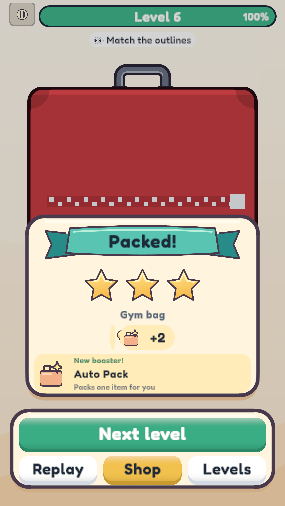 Level 6
100%
Match the outlines
Packed!
Gym bag
+2
New booster!
Auto Pack
Packs one item for you
Next level
Replay
Shop
Levels